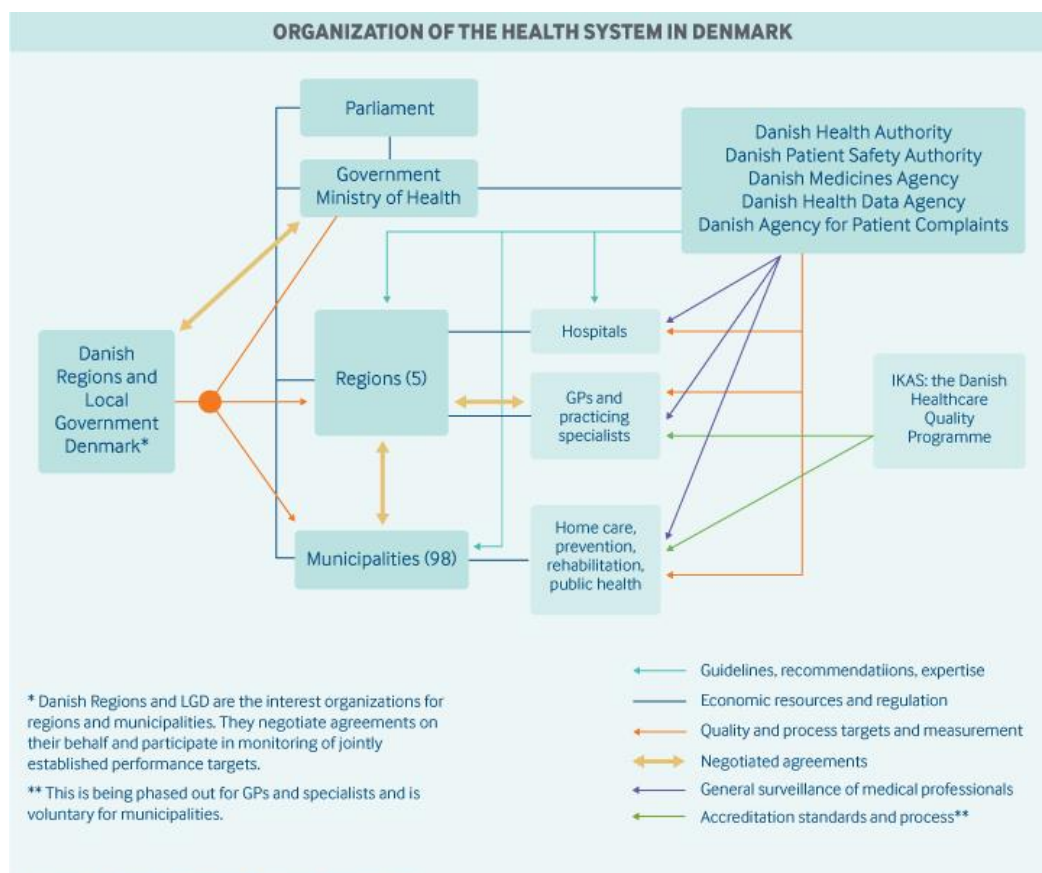 ORGANIZATION OF THE HEALTH SYSTEM IN DENMARK
Parliament
Government
Ministry of Health
Danish Health Authority
Danish Patient Safety Authority
Danish Medicines Agency
Danish Health Data Agency
Danish Agency for Patient Complaints
Danish
Regions and
Local
Government
Denmark*
Regions (5)
Hospitals
GPs and
practicing
specialists
IKAS: the Danish
Healthcare
Quality
Programme
Municipalities (98)
Home care,
prevention,
rehabilitation,
public health
* Danish Regions and LGD are the interest organizations for
regions and municipalities. They negotiate agreements on
their behalf and participate in monitoring of jointly
established performance targets.
** This is being phased out for GPs and specialists and is
voluntary for municipalities.
Guidelines, recommendatiions, expertise
Economic resources and regulation
Quality and process targets and measurement
Negotiated agreements
General surveillance of medical professionals
Accreditation standards and process**